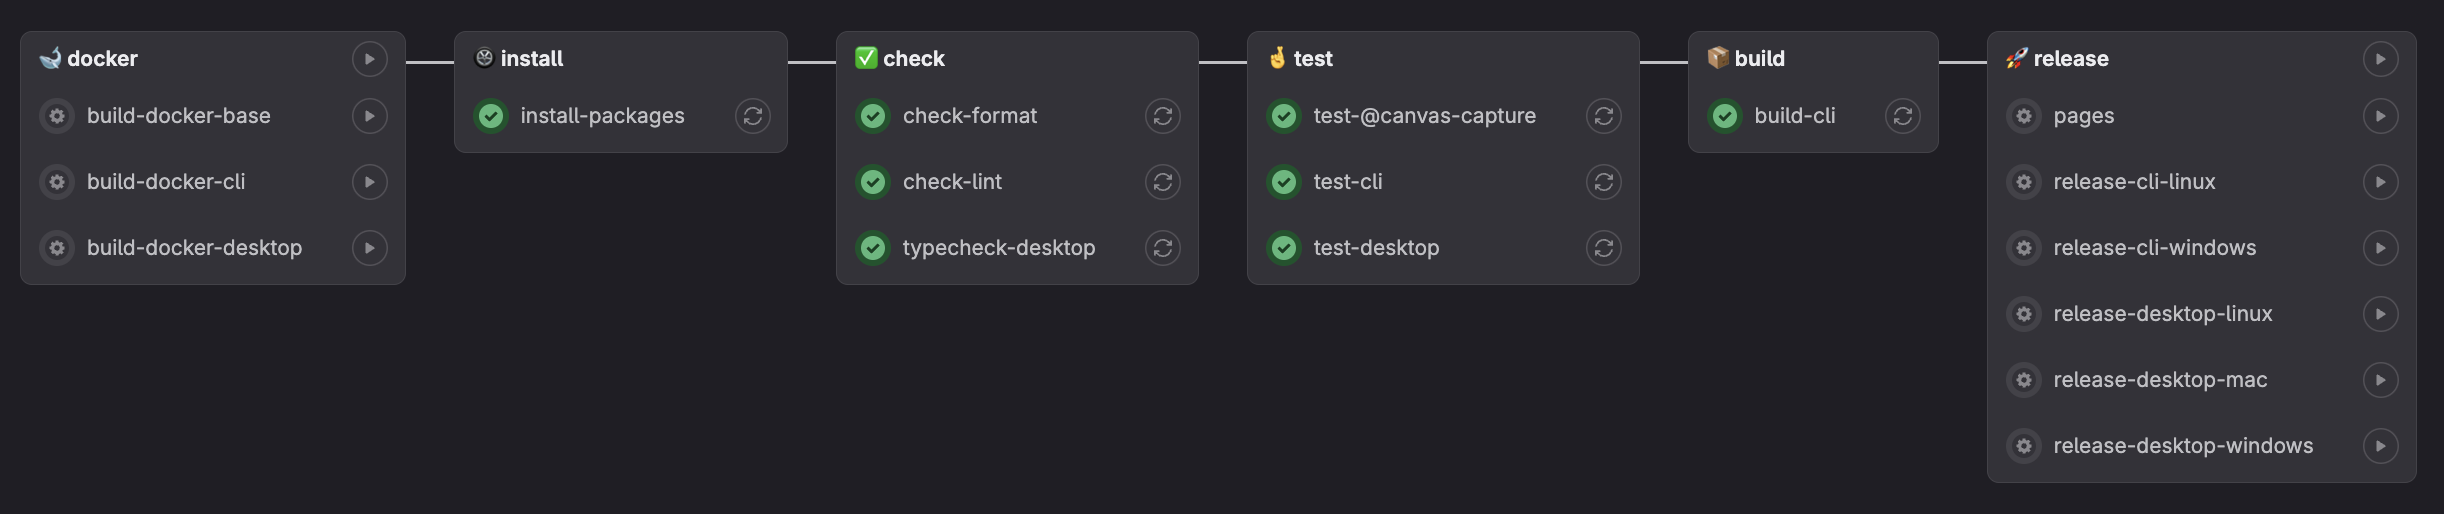 docker
build-docker-base
build-docker-cli
build-docker-desktop
install
install-packages
check
check-format
check-lint
typecheck-desktop
test
test-@canvas-capture
test-cli
test-desktop
build
build-cli
release
pages
release-cli-linux
release-cli-windows
release-desktop-linux
release-desktop-mac
release-desktop-windows